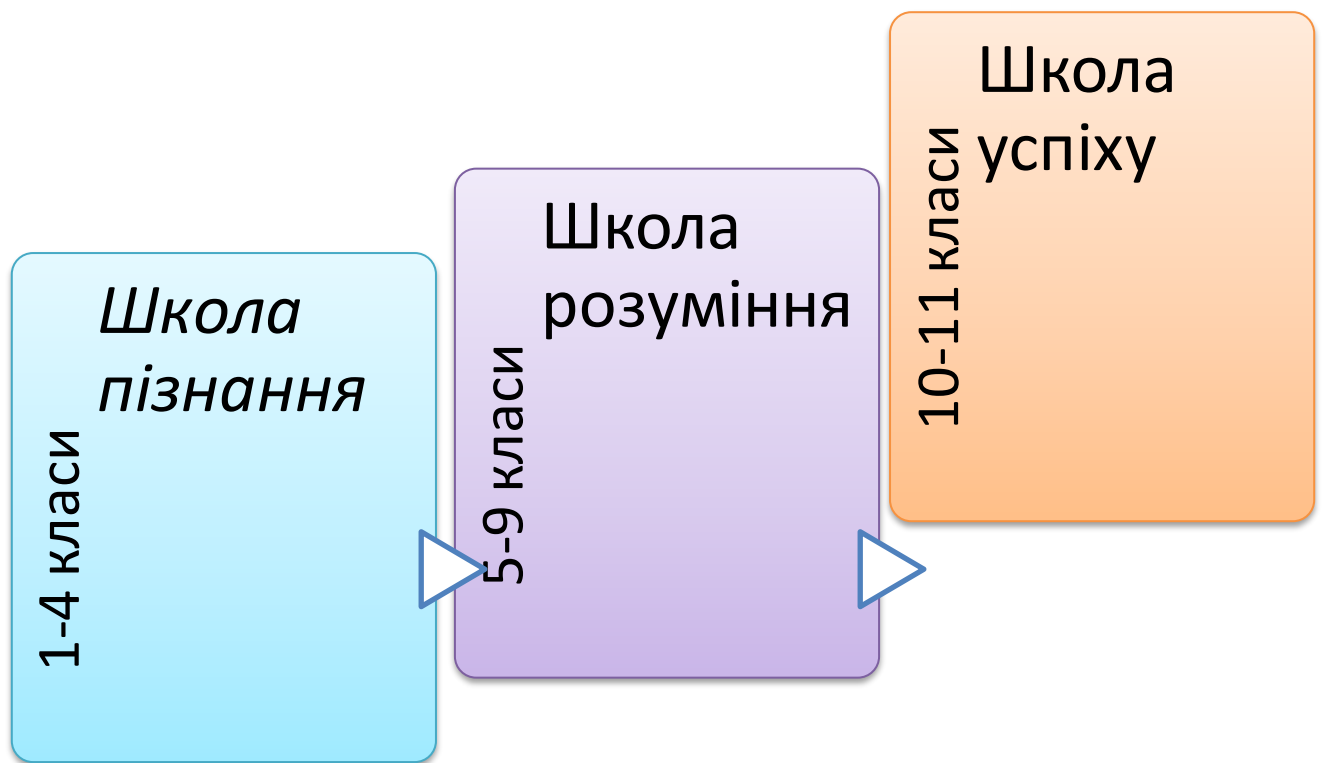 Школа
пізнання
1-4 класи
Школа
розуміння
5-9 класи
Школа
успіху
10-11 класи